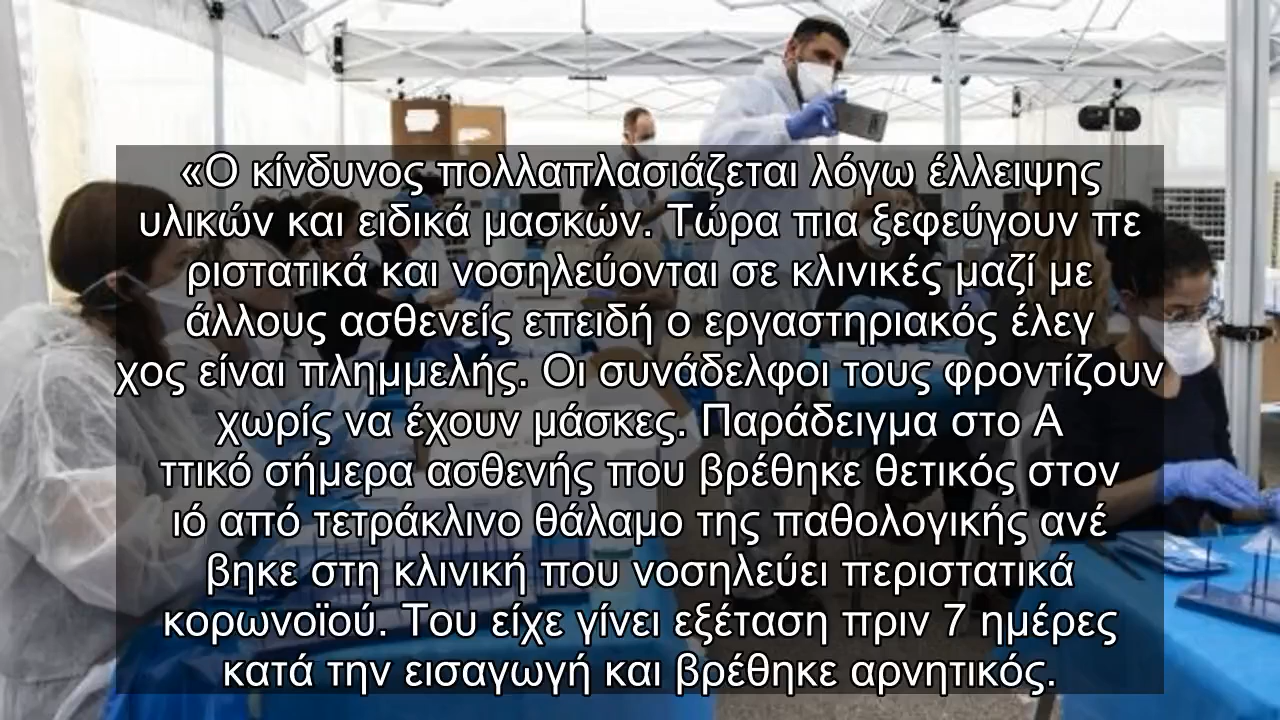 «Ο κίνδυνος πολλαπλασιάζεται λόγω έλλειψης
υλικών και ειδικά μασκών. Τώρα πια ξεφεύγουν πε
ριστατικά και νοσηλεύονται σε κλινικές μαζί με
άλλους ασθενείς επειδή ο εργαστηριακός έλεγ
χος είναι πλημμελής. Οι συνάδελφοι τους φροντίζουν
χωρίς να έχουν μάσκες. Παράδειγμα στο Α
ττικό σήμερα ασθενής που βρέθηκε θετικός στον
ιό από τετράκλινο θάλαμο της παθολογικής ανέ
βηκε στη κλινική που νοσηλεύει περιστατικά
κορωνοϊού. Του είχε γίνει εξέταση πριν 7 ημέρες
κατά την εισαγωγή και βρέθηκε αρνητικός.